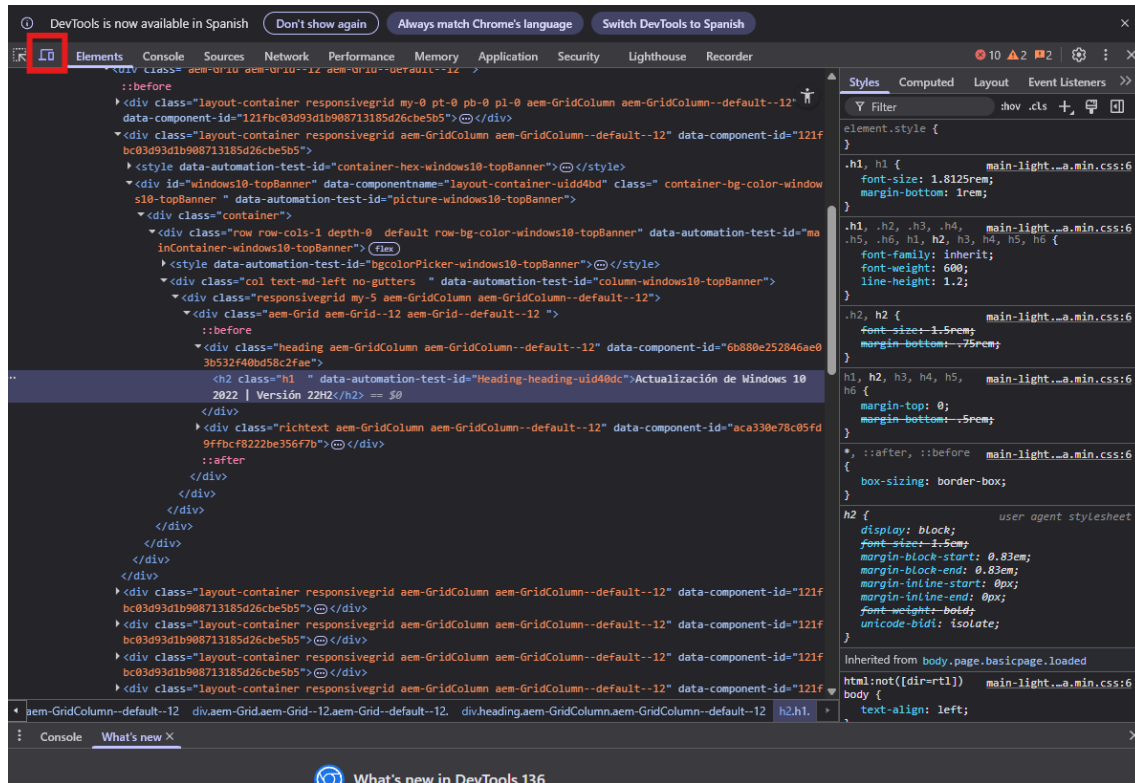 DevTools is now available in Spanish Don't show again Always match Chrome's language Switch DevTools to Spanish
Elements Console Sources Network Performance Memory Application Security Lighthouse Recorder 10 2 2
<div class="aem-Grid aem-Grid--12 aem-Grid--default--12 ">
::before
<div class="layout-container responsivegrid my-0 pt-0 pb-0 pl-0 aem-GridColumn aem-GridColumn--default--12"
data-component-id="121fbc03d93d1b908713185d26cbe5b5"></div>
<div class="layout-container responsivegrid aem-GridColumn aem-GridColumn--default--12" data-component-id="121f
bc03d93d1b908713185d26cbe5b5">
<style data-automation-test-id="container-hex-windows10-topBanner"></style>
<div id="windows10-topBanner" data-componentname="layout-container-uidd4bd" class=" container-bg-color-window
s10-topBanner " data-automation-test-id="picture-windows10-topBanner">
<div class="container">
<div class="row row-cols-1 depth-0  default row-bg-color-windows10-topBanner" data-automation-test-id="ma
inContainer-windows10-topBanner"> flex
<style data-automation-test-id="bgcolorPicker-windows10-topBanner"></style>
<div class="col text-md-left no-gutters  " data-automation-test-id="column-windows10-topBanner">
<div class="responsivegrid my-5 aem-GridColumn aem-GridColumn--default--12">
<div class="aem-Grid aem-Grid--12 aem-Grid--default--12 ">
::before
<div class="heading aem-GridColumn aem-GridColumn--default--12" data-component-id="6b880e252846ae0
3b532f40bd58c2fae">
<h2 class="h1  " data-automation-test-id="Heading-heading-uid40dc">Actualización de Windows 10
2022 | Versión 22H2</h2> == $0
</div>
<div class="richtext aem-GridColumn aem-GridColumn--default--12" data-component-id="aca330e78c05fd
9ffbcf8222be356f7b"></div>
::after
</div>
</div>
</div>
</div>
</div>
</div>
</div>
<div class="layout-container responsivegrid aem-GridColumn aem-GridColumn--default--12" data-component-id="121f
bc03d93d1b908713185d26cbe5b5"></div>
<div class="layout-container responsivegrid aem-GridColumn aem-GridColumn--default--12" data-component-id="121f
bc03d93d1b908713185d26cbe5b5"></div>
<div class="layout-container responsivegrid aem-GridColumn aem-GridColumn--default--12" data-component-id="121f
bc03d93d1b908713185d26cbe5b5"></div>
<div class="layout-container responsivegrid aem-GridColumn aem-GridColumn--default--12" data-component-id="121f
aem-GridColumn--default--12 div.aem-Grid.aem-Grid--12.aem-Grid--default--12. div.heading.aem-GridColumn.aem-GridColumn--default--12 h2.h1.
Styles Computed Layout Event Listeners
Filter :hov .cls
element.style {
}
.h1, h1 { main-light.…a.min.css:6
font-size: 1.8125rem;
margin-bottom: 1rem;
}
.h1, .h2, .h3, .h4, main-light.…a.min.css:6
.h5, .h6, h1, h2, h3, h4, h5, h6 {
font-family: inherit;
font-weight: 600;
line-height: 1.2;
}
.h2, h2 { main-light.…a.min.css:6
font-size: 1.5rem;
margin-bottom: .75rem;
}
h1, h2, h3, h4, h5, main-light.…a.min.css:6
h6 {
margin-top: 0;
margin-bottom: .5rem;
}
*, ::after, ::before main-light.…a.min.css:6
{
box-sizing: border-box;
}
h2 { user agent stylesheet
display: block;
font-size: 1.5em;
margin-block-start: 0.83em;
margin-block-end: 0.83em;
margin-inline-start: 0px;
margin-inline-end: 0px;
font-weight: bold;
unicode-bidi: isolate;
}
Inherited from body.page.basicpage.loaded
html:not([dir=rtl]) main-light.…a.min.css:6
body {
text-align: left;
Console What's new
What's new in DevTools 136